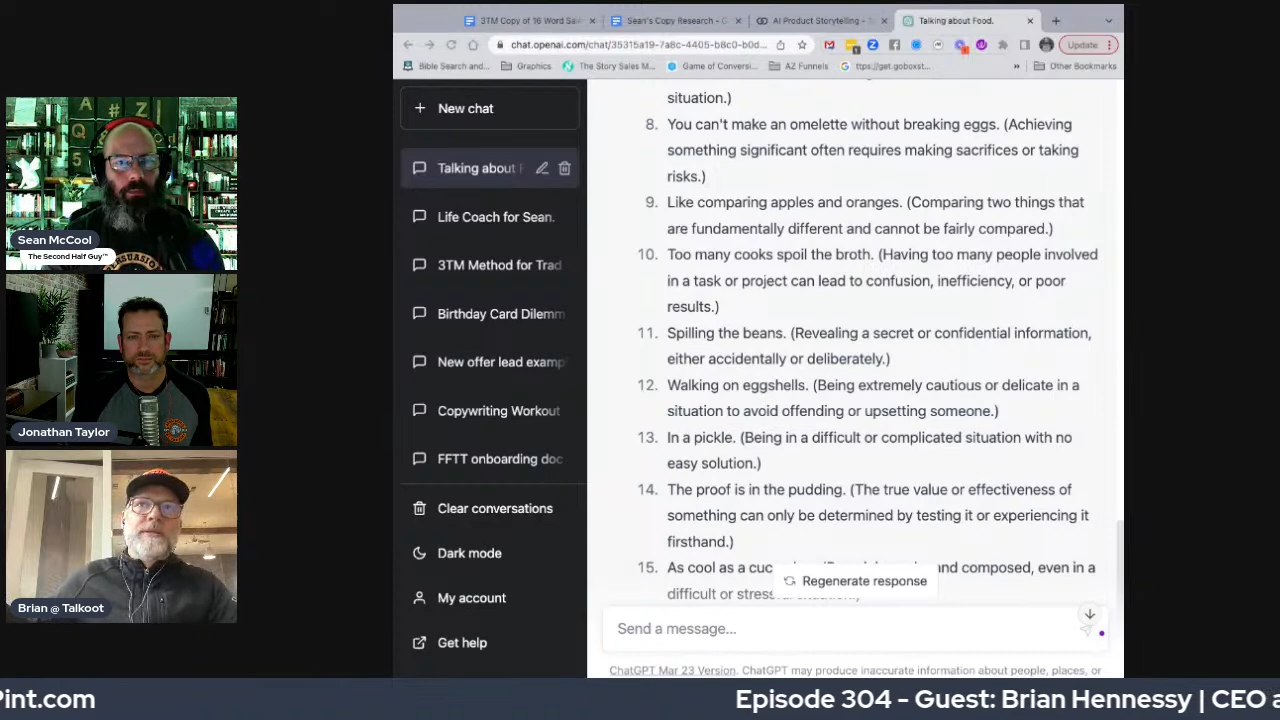 3TM Copy of 16 Word Sa
Sean's Copy Research - G
AI Product Storytelling - T
Talking about Food.
chat.openai.com/chat/35315a19-7a8c-4405-b8c0-b0d...
Update
Bible Search and...
Graphics
The Story Sales M...
Game of Conversi...
AZ Funnels
ttps://get.goboxst...
»
Other Bookmarks
New chat
Talking about F
Life Coach for Sean.
3TM Method for Trad
Birthday Card Dilemm
New offer lead examp
Copywriting Workout
FFTT onboarding doc
Clear conversations
Dark mode
My account
Get help
situation.)
8. You can't make an omelette without breaking eggs. (Achieving
something significant often requires making sacrifices or taking
risks.)
9. Like comparing apples and oranges. (Comparing two things that
are fundamentally different and cannot be fairly compared.)
10. Too many cooks spoil the broth. (Having too many people involved
in a task or project can lead to confusion, inefficiency, or poor
results.)
11. Spilling the beans. (Revealing a secret or confidential information,
either accidentally or deliberately.)
12. Walking on eggshells. (Being extremely cautious or delicate in a
situation to avoid offending or upsetting someone.)
13. In a pickle. (Being in a difficult or complicated situation with no
easy solution.)
14. The proof is in the pudding. (The true value or effectiveness of
something can only be determined by testing it or experiencing it
firsthand.)
15. As cool as a cuc and composed, even in a
difficult or stress
Regenerate response
Send a message...
ChatGPT Mar 23 Version. ChatGPT may produce inaccurate information about people, places, or
Sean McCool
The Second Half Guy™
PERSUASIO
Jonathan Taylor
Brian @ Talkoot
Pint.com
Episode 304 - Guest: Brian Hennessy | CEO a